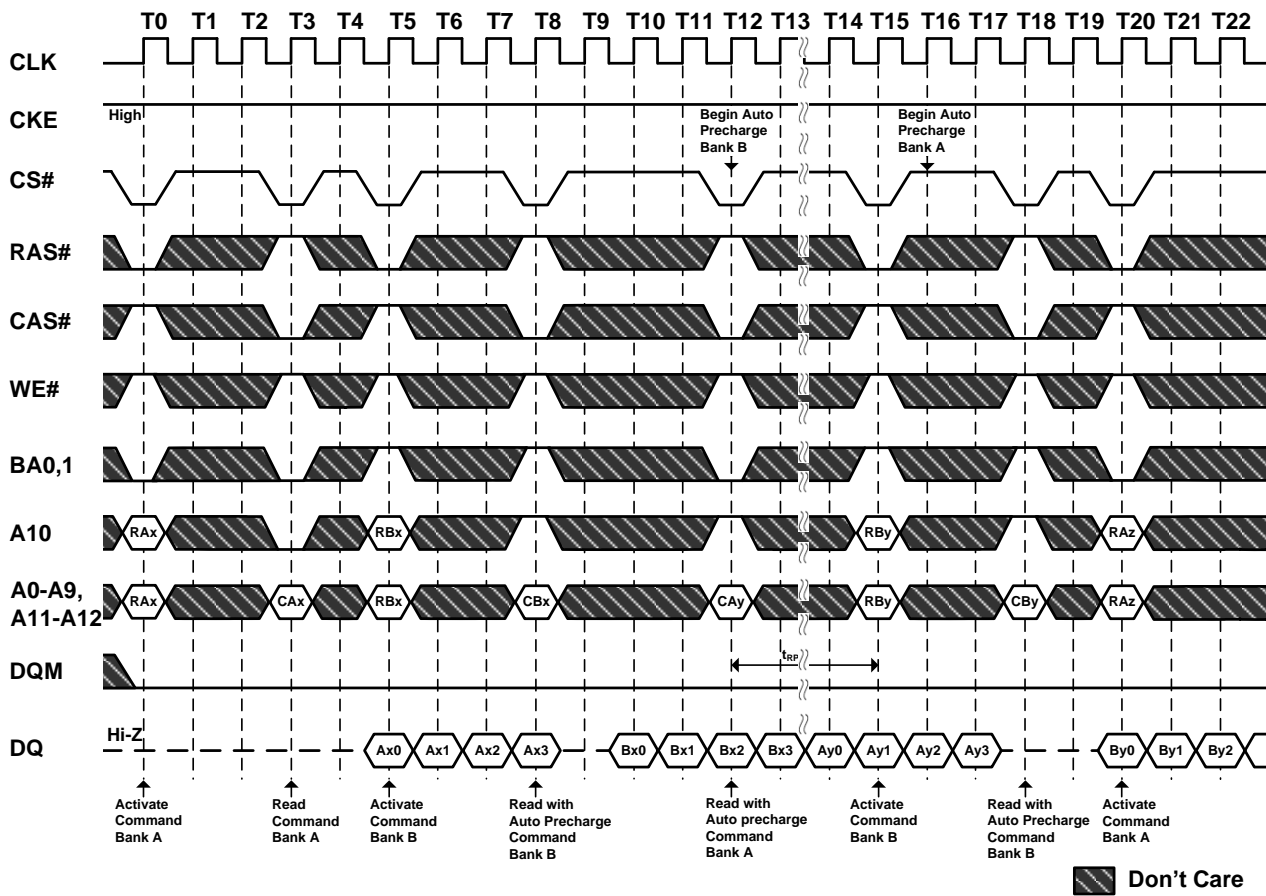 T0 T1 T2 T3 T4 T5 T6 T7 T8 T9 T10 T11 T12 T13 T14 T15 T16 T17 T18 T19 T20 T21 T22
CLK
CKE
High
Begin Auto
Precharge
Bank B
Begin Auto
Precharge
Bank A
CS#
RAS#
CAS#
WE#
BA0,1
A10
RAx RBx RBy RAz
A0-A9,
A11-A12
RAx CAx RBx CBx CAy RBy CBy RAz
DQM
tRP
DQ
Hi-Z
Ax0 Ax1 Ax2 Ax3 Bx0 Bx1 Bx2 Bx3 Ay0 Ay1 Ay2 Ay3 By0 By1 By2
Activate
Command
Bank A
Read
Command
Bank A
Activate
Command
Bank B
Read with
Auto Precharge
Command
Bank B
Read with
Auto precharge
Command
Bank A
Activate
Command
Bank B
Read with
Auto Precharge
Command
Bank B
Activate
Command
Bank A
Don't Care